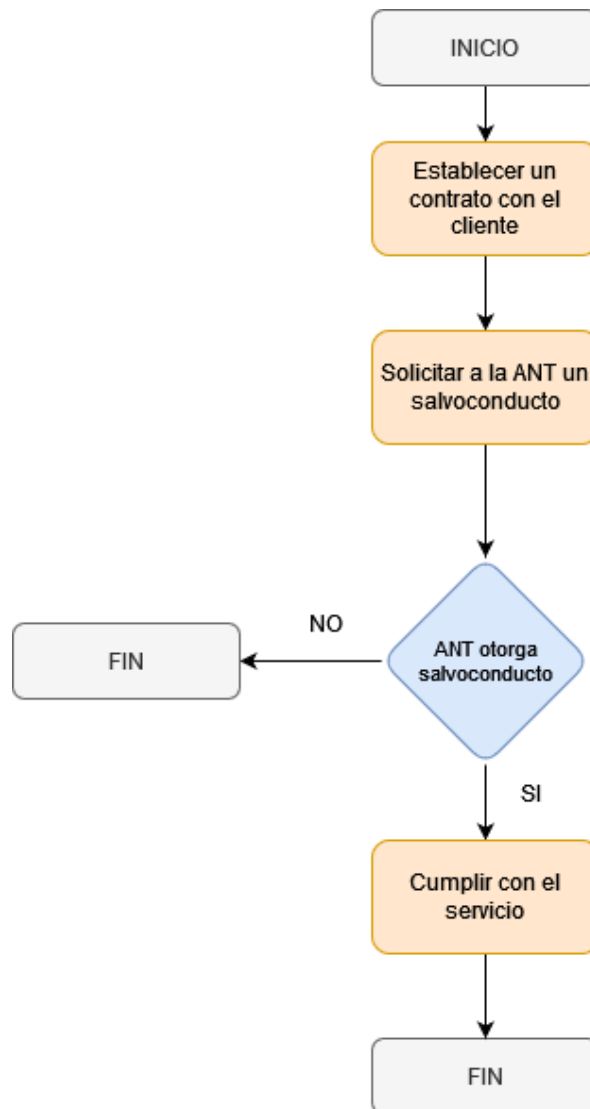 INICIO
Establecer un
contrato con el
cliente
Solicitar a la ANT un
salvoconducto
NO
FIN
ANT otorga
salvoconducto
SI
Cumplir con el
servicio
FIN